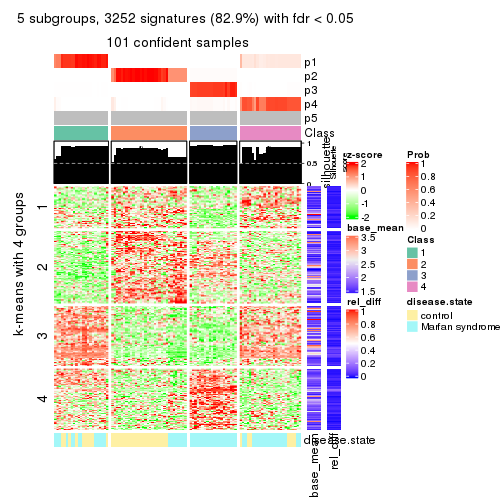 5 subgroups, 3252 signatures (82.9%) with fdr < 0.05
101 confident samples
p1
p2
p3
p4
p5
Class
1
0.5
0
silhouette
silhouette
score
k-means with 4 groups
1
2
3
4
disease.state
base_mean
rel_diff
z-score
2
1
0
-1
-2
base_mean
3.5
3
2.5
2
1.5
rel_diff
1
0.8
0.6
0.4
0.2
0
Prob
1
0.8
0.6
0.4
0.2
0
Class
1
2
3
4
disease.state
control
Marfan syndrome